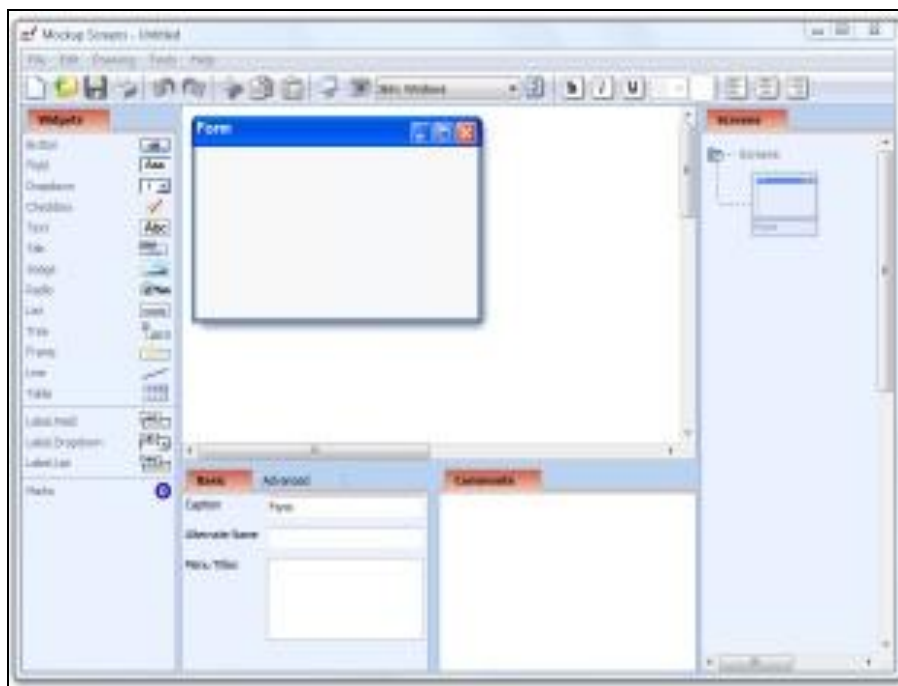 Mockup Screens - Untitled
File Edit Drawing Tools Help
b i U
Widgets
Button
Field
Dropdown
Checkbox
Text
Abc
Title
Image
Radio
List
Tree
Frame
Line
Table
Label Field
Label Dropdown
Label List
Form
Screens
Screen
Form
Basic Advanced
Caption Form
Alternate Name
Menu Titles
Comments